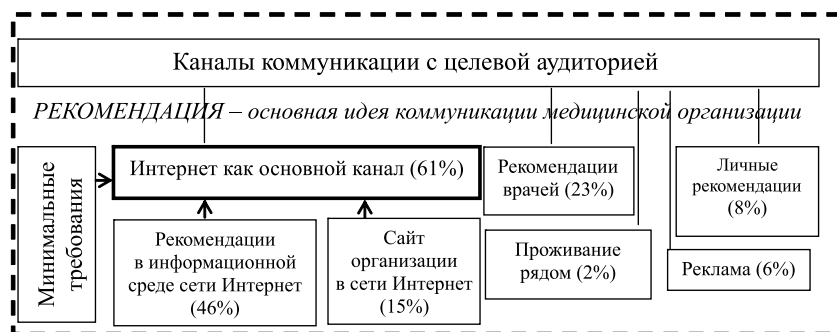 Каналы коммуникации с целевой аудиторией
РЕКОМЕНДАЦИЯ – основная идея коммуникации медицинской организации
Минимальные
требования
Интернет как основной канал (61%)
Рекомендации
врачей (23%)
Личные
рекомендации
(8%)
Рекомендации
в информационной
среде сети Интернет
(46%)
Сайт
организации
в сети Интернет
(15%)
Проживание
рядом (2%)
Реклама (6%)